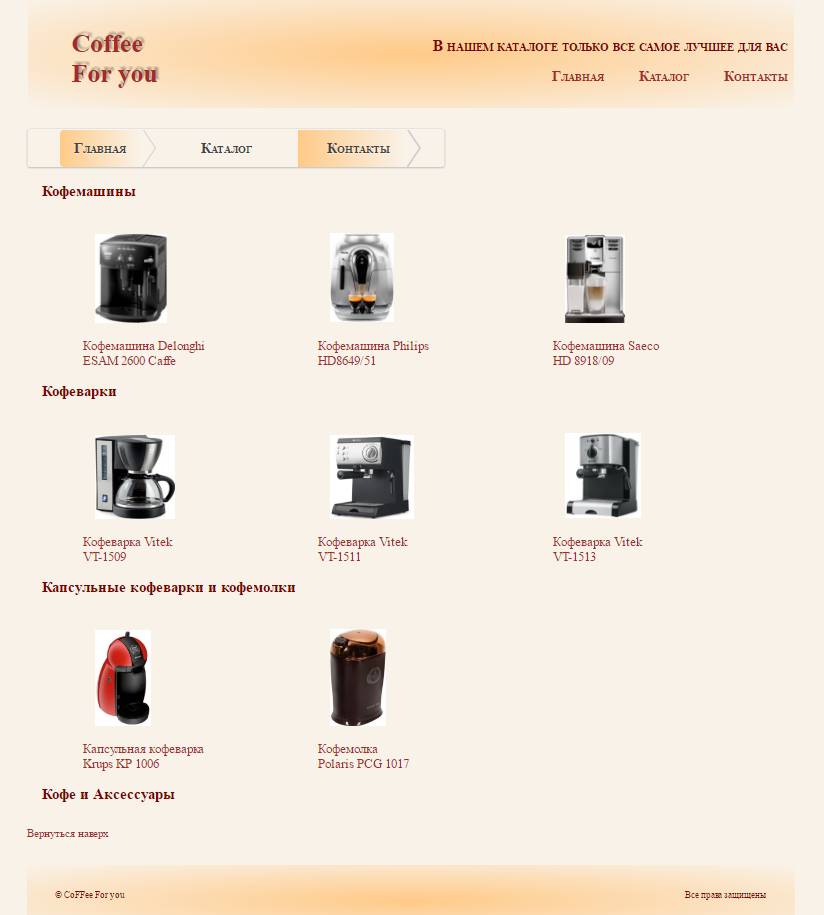 Coffee
For you
В нашем каталоге только все самое лучшее для вас
Главная Каталог Контакты
Главная Каталог Контакты
Кофемашины
Кофемашина Delonghi
ESAM 2600 Caffe
Кофемашина Philips
HD8649/51
Кофемашина Saeco
HD 8918/09
Кофеварки
Кофеварка Vitek
VT-1509
Кофеварка Vitek
VT-1511
Кофеварка Vitek
VT-1513
Капсульные кофеварки и кофемолки
Капсульная кофеварка
Krups KP 1006
Кофемолка
Polaris PCG 1017
Кофе и Аксессуары
Вернуться наверх
© CoFFee For you
Все права защищены